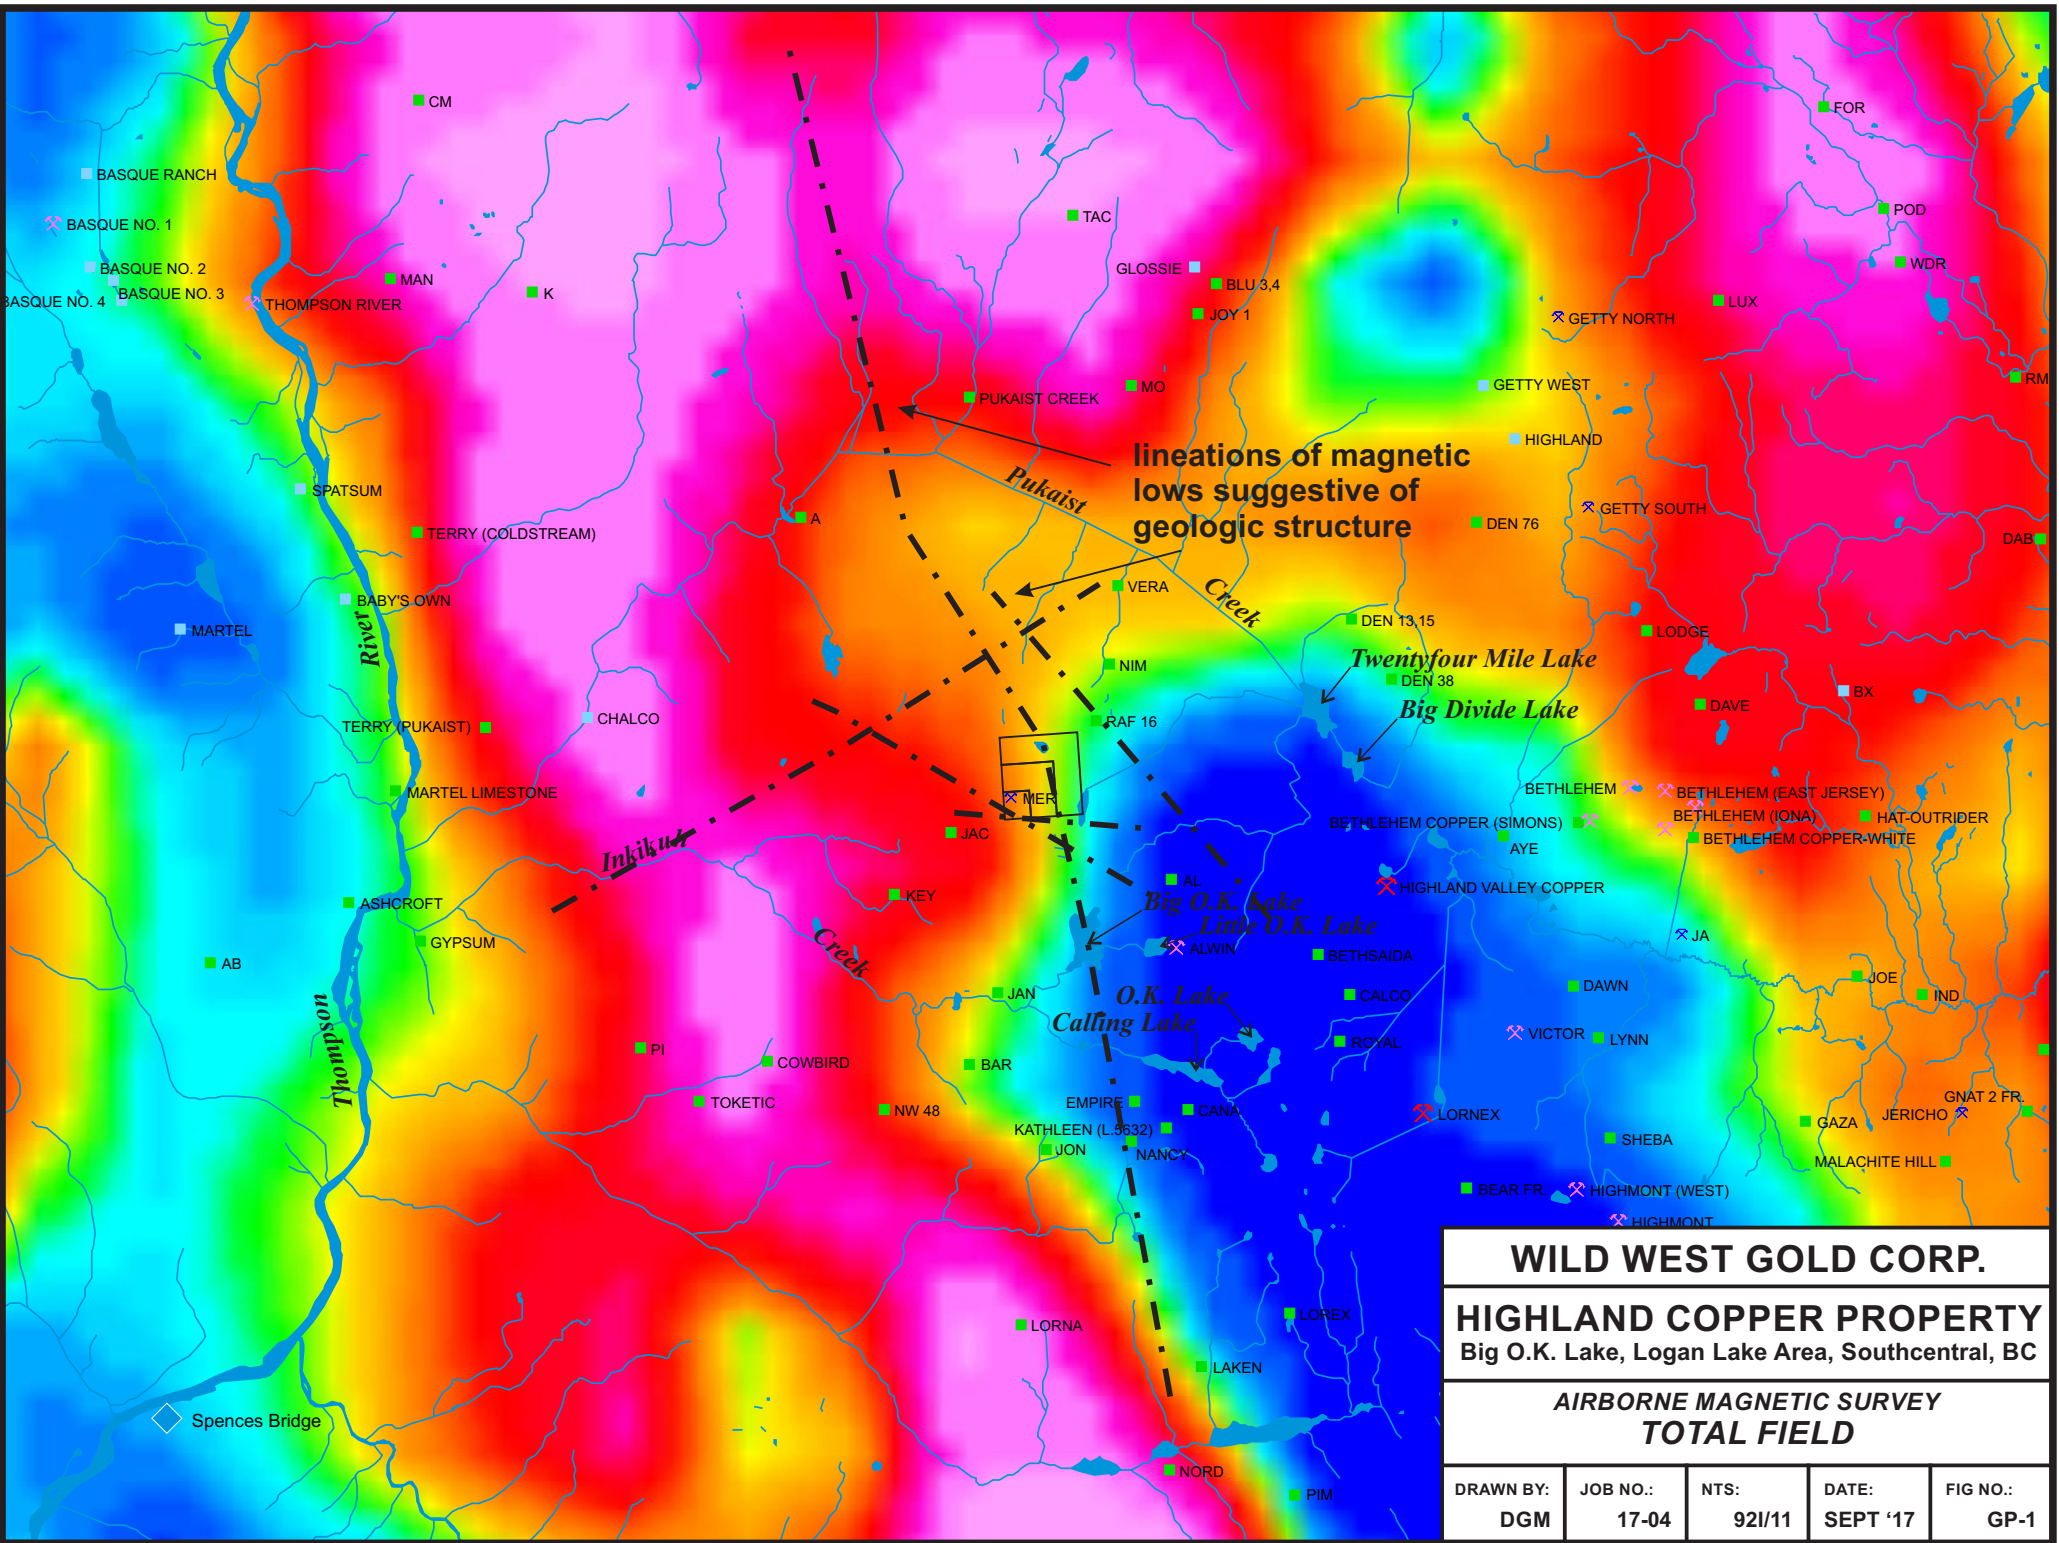 CM
FOR
BASQUE RANCH
TAC
POD
BASQUE NO. 1
BASQUE NO. 2
GLOSSIE
WDR
MAN
BLU 3,4
BASQUE NO. 3
K
BASQUE NO. 4
THOMPSON RIVER
LUX
JOY 1
GETTY NORTH
RM
GETTY WEST
MO
PUKAIST CREEK
HIGHLAND
lineations of magnetic
lows suggestive of
geologic structure
Pukaist
Creek
SPATSUM
A
GETTY SOUTH
DEN 76
TERRY (COLDSTREAM)
DAB
VERA
BABY'S OWN
River
DEN 13,15
MARTEL
LODGE
Twentyfour Mile Lake
NIM
DEN 38
BX
Big Divide Lake
DAVE
CHALCO
RAF 16
TERRY (PUKAIST)
BETHLEHEM
BETHLEHEM (EAST JERSEY)
MARTEL LIMESTONE
MER
BETHLEHEM (IONA)
HAT-OUTRIDER
BETHLEHEM COPPER (SIMONS)
JAC
BETHLEHEM COPPER-WHITE
AYE
Inkikuh
Creek
AL
HIGHLAND VALLEY COPPER
KEY
Big O.K. Lake
ASHCROFT
Little O.K. Lake
JA
GYPSUM
ALWIN
BETHSAIDA
AB
JOE
DAWN
JAN
O.K. Lake
CALCO
IND
Thompson
Calling Lake
VICTOR
LYNN
ROYAL
PI
COWBIRD
BAR
GNAT 2 FR.
TOKETIC
EMPIRE
NW 48
CANA
LORNEX
JERICHO
GAZA
KATHLEEN (L.5632)
SHEBA
JON
NANCY
MALACHITE HILL
BEAR FR.
HIGHMONT (WEST)
HIGHMONT
LOREX
LORNA
LAKEN
Spences Bridge
NORD
PIM
WILD WEST GOLD CORP.
HIGHLAND COPPER PROPERTY
Big O.K. Lake, Logan Lake Area, Southcentral, BC
AIRBORNE MAGNETIC SURVEY
TOTAL FIELD
DRAWN BY: JOB NO.: NTS: DATE: FIG NO.:
DGM 17-04 92I/11 SEPT ‘17 GP-1